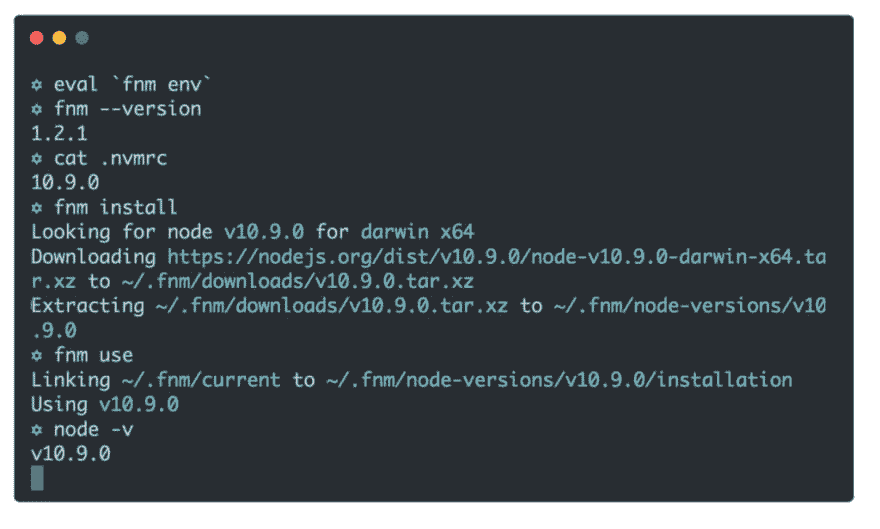 ✡ eval `fnm env`
✡ fnm --version
1.2.1
✡ cat .nvmrc
10.9.0
✡ fnm install
Looking for node v10.9.0 for darwin x64
Downloading https://nodejs.org/dist/v10.9.0/node-v10.9.0-darwin-x64.ta
r.xz to ~/.fnm/downloads/v10.9.0.tar.xz
Extracting ~/.fnm/downloads/v10.9.0.tar.xz to ~/.fnm/node-versions/v10
.9.0
✡ fnm use
Linking ~/.fnm/current to ~/.fnm/node-versions/v10.9.0/installation
Using v10.9.0
✡ node -v
v10.9.0